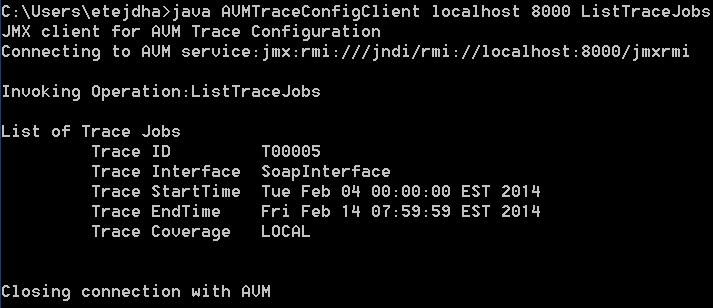 C:\Users\etejdha>java AVMTraceConfigClient localhost 8000 ListTraceJobs
JMX client for AVM Trace Configuration
Connecting to AVM service:jmx:rmi:///jndi/rmi://localhost:8000/jmxrmi
Invoking Operation:ListTraceJobs
List of Trace Jobs
Trace ID T00005
Trace Interface SoapInterface
Trace StartTime Tue Feb 04 00:00:00 EST 2014
Trace EndTime Fri Feb 14 07:59:59 EST 2014
Trace Coverage LOCAL
Closing connection with AVM